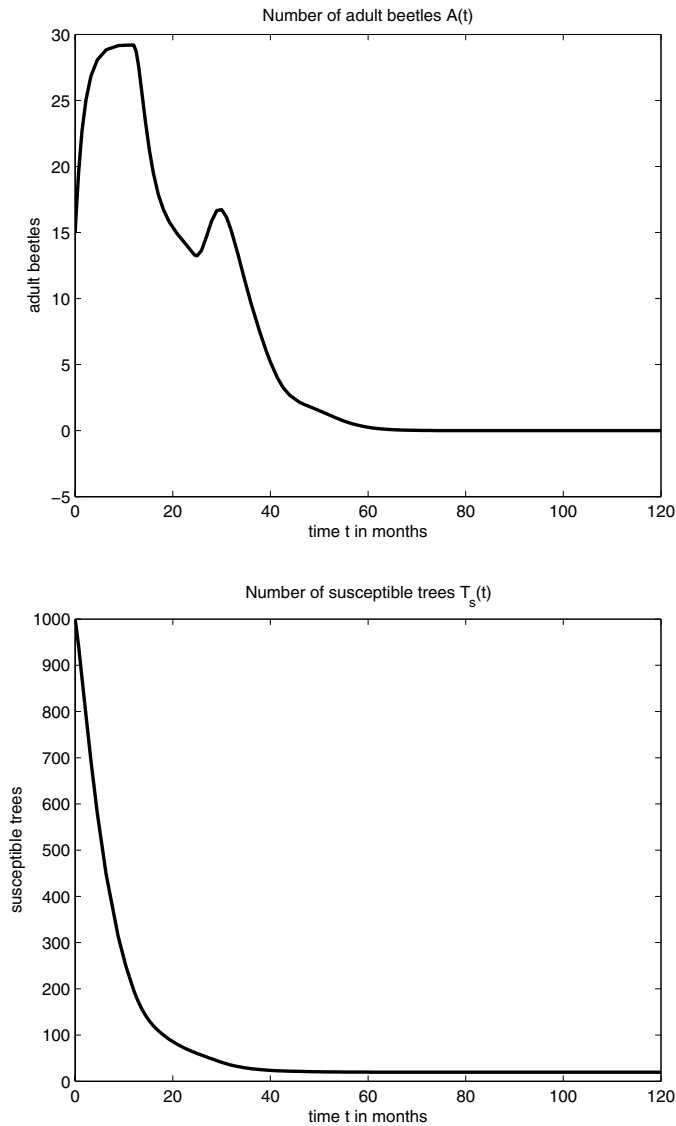 Number of adult beetles A(t)
30
25
20
15
10
5
0
−5
adult beetles
0 20 40 60 80 100 120
time t in months
Number of susceptible trees T_s(t)
1000
900
800
700
600
500
400
300
200
100
0
susceptible trees
0 20 40 60 80 100 120
time t in months